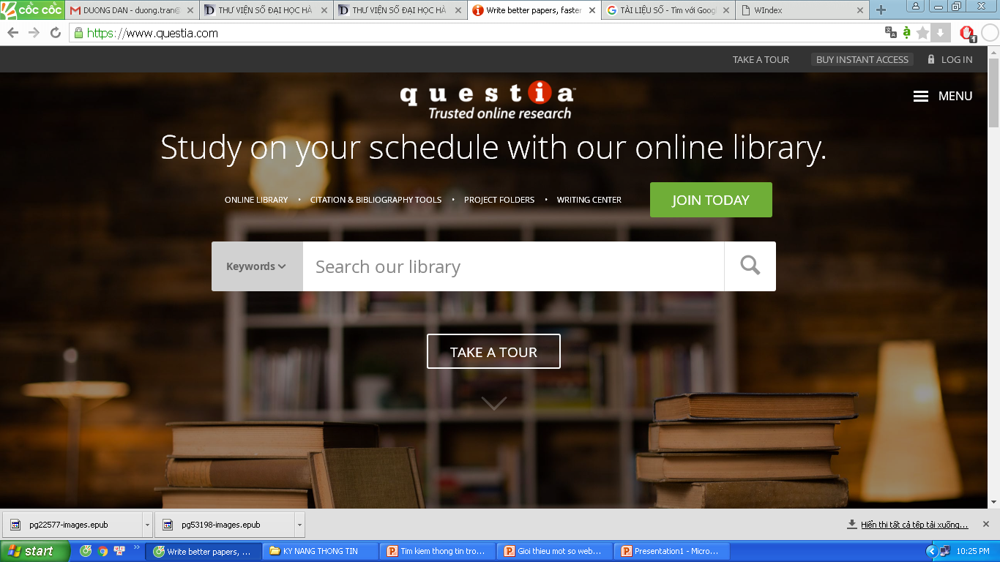 CỐC CỐC
DUONG DAN - duong.tran@
THƯ VIỆN SỐ ĐẠI HỌC HÀ
THƯ VIỆN SỐ ĐẠI HỌC HÀ
Write better papers, faster
TÀI LIỆU SỐ - Tìm với Goog
WIndex
https://www.questia.com
1
TAKE A TOUR
BUY INSTANT ACCESS
LOG IN
questia
Trusted online research
MENU
Study on your schedule with our online library.
ONLINE LIBRARY • CITATION & BIBLIOGRAPHY TOOLS • PROJECT FOLDERS • WRITING CENTER
JOIN TODAY
Keywords
Search our library
TAKE A TOUR
pg22577-images.epub
pg53198-images.epub
Hiển thị tất cả tệp tải xuống...
start
Write better papers, ...
KY NANG THONG TIN
Tim kiem thong tin tro...
Gioi thieu mot so web...
Presentation1 - Micro...
10:25 PM